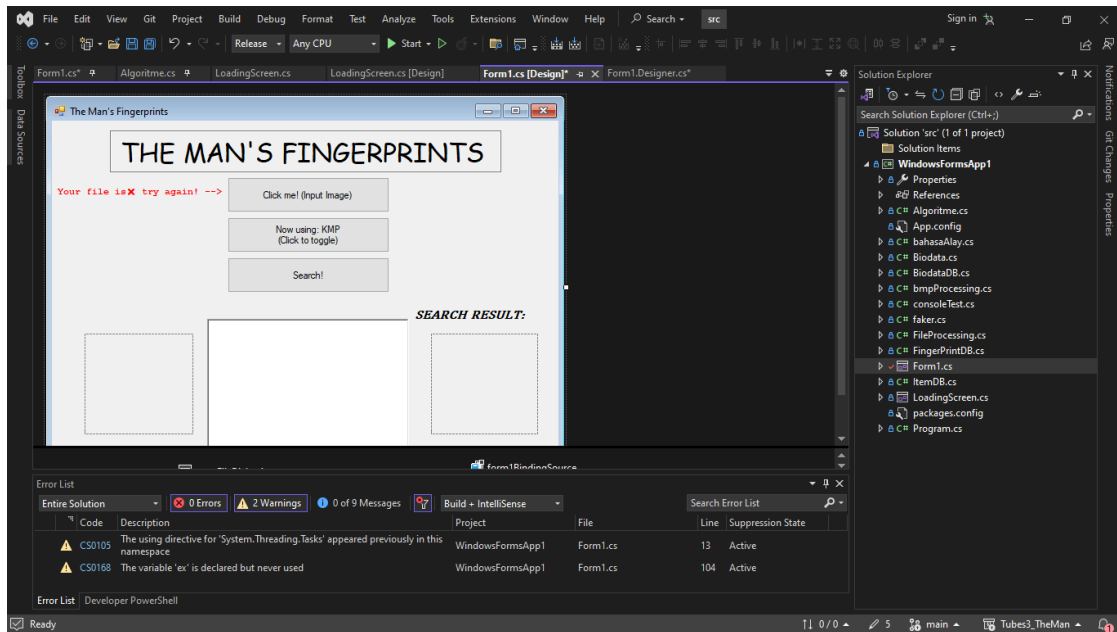 File Edit View Git Project Build Debug Format Test Analyze Tools Extensions Window Help Search src Sign in
Release Any CPU Start
Toolbox
Data Sources
Form1.cs* Algoritme.cs LoadingScreen.cs LoadingScreen.cs [Design] Form1.cs [Design]* Form1.Designer.cs*
The Man's Fingerprints
THE MAN'S FINGERPRINTS
Your file is❌ try again! -->
Click me! (Input Image)
Now using: KMP
(Click to toggle)
Search!
SEARCH RESULT:
form1BindingSource
Error List
Entire Solution 0 Errors 2 Warnings 0 of 9 Messages Build + IntelliSense Search Error List
Code Description Project File Line Suppression State
CS0105 The using directive for 'System.Threading.Tasks' appeared previously in this namespace WindowsFormsApp1 Form1.cs 13 Active
CS0168 The variable 'ex' is declared but never used WindowsFormsApp1 Form1.cs 104 Active
Error List Developer PowerShell
Solution Explorer
Search Solution Explorer (Ctrl+;)
Solution 'src' (1 of 1 project)
Solution Items
WindowsFormsApp1
Properties
References
C# Algoritme.cs
App.config
C# bahasaAlay.cs
C# Biodata.cs
C# BiodataDB.cs
C# bmpProcessing.cs
C# consoleTest.cs
C# faker.cs
C# FileProcessing.cs
C# FingerPrintDB.cs
Form1.cs
C# ItemDB.cs
LoadingScreen.cs
packages.config
C# Program.cs
Notifications
Git Changes
Properties
Ready 0 / 0 5 main Tubes3_TheMan 1